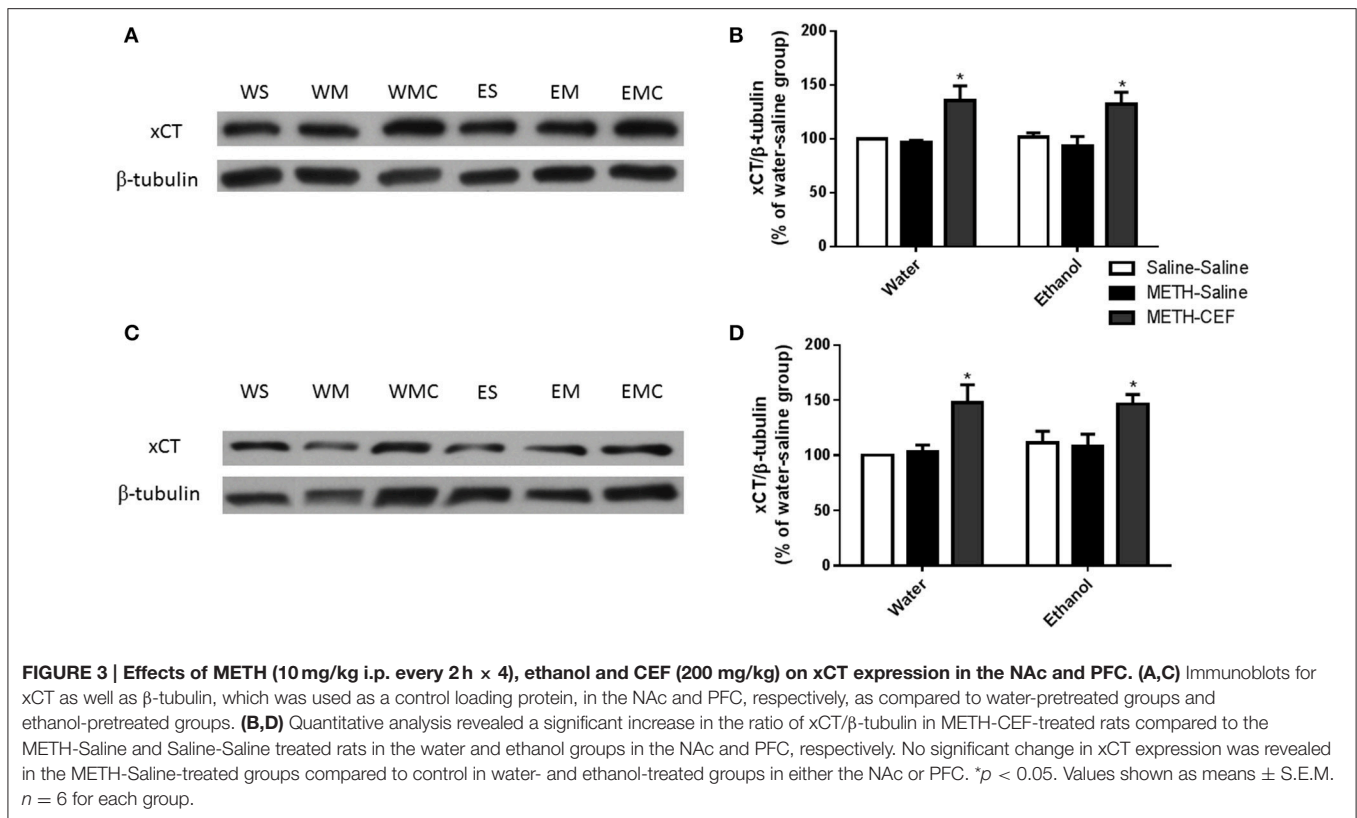 A
WS WM WMC ES EM EMC
xCT
β-tubulin
B
xCT/β-tubulin
(% of water-saline group)
200
150
100
50
0
* *
Water Ethanol
Saline-Saline
METH-Saline
METH-CEF
C
WS WM WMC ES EM EMC
xCT
β-tubulin
D
xCT/β-tubulin
(% of water-saline group)
200
150
100
50
0
* *
Water Ethanol
FIGURE 3 | Effects of METH (10 mg/kg i.p. every 2 h × 4), ethanol and CEF (200 mg/kg) on xCT expression in the NAc and PFC. (A,C) Immunoblots for
xCT as well as β-tubulin, which was used as a control loading protein, in the NAc and PFC, respectively, as compared to water-pretreated groups and
ethanol-pretreated groups. (B,D) Quantitative analysis revealed a significant increase in the ratio of xCT/β-tubulin in METH-CEF-treated rats compared to the
METH-Saline and Saline-Saline treated rats in the water and ethanol groups in the NAc and PFC, respectively. No significant change in xCT expression was revealed
in the METH-Saline-treated groups compared to control in water- and ethanol-treated groups in either the NAc or PFC. *p < 0.05. Values shown as means ± S.E.M.
n = 6 for each group.